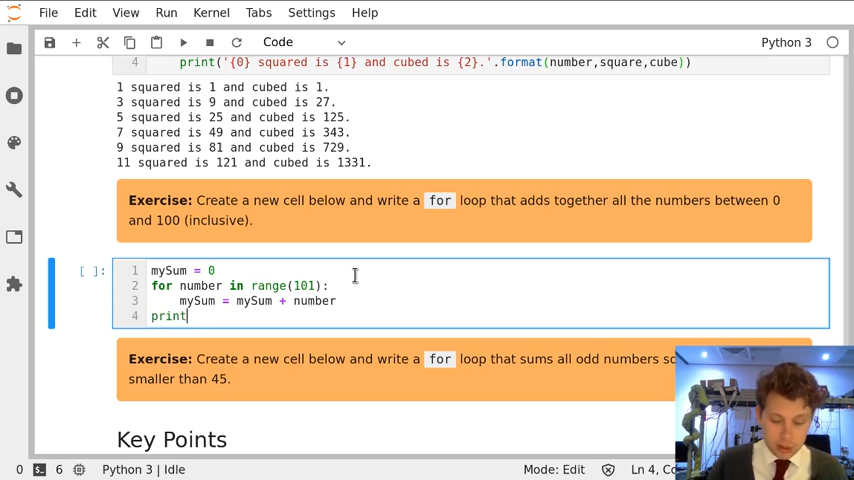 File Edit View Run Kernel Tabs Settings Help
Code Python 3
4 print('{0} squared is {1} and cubed is {2}.'.format(number,square,cube))
1 squared is 1 and cubed is 1.
3 squared is 9 and cubed is 27.
5 squared is 25 and cubed is 125.
7 squared is 49 and cubed is 343.
9 squared is 81 and cubed is 729.
11 squared is 121 and cubed is 1331.
Exercise: Create a new cell below and write a for loop that adds together all the numbers between 0
and 100 (inclusive).
[ ]: 1 mySum = 0
2 for number in range(101):
3 mySum = mySum + number
4 print
Exercise: Create a new cell below and write a for loop that sums all odd numbers
smaller than 45.
Key Points
0 6 Python 3 | Idle Mode: Edit Ln 4,